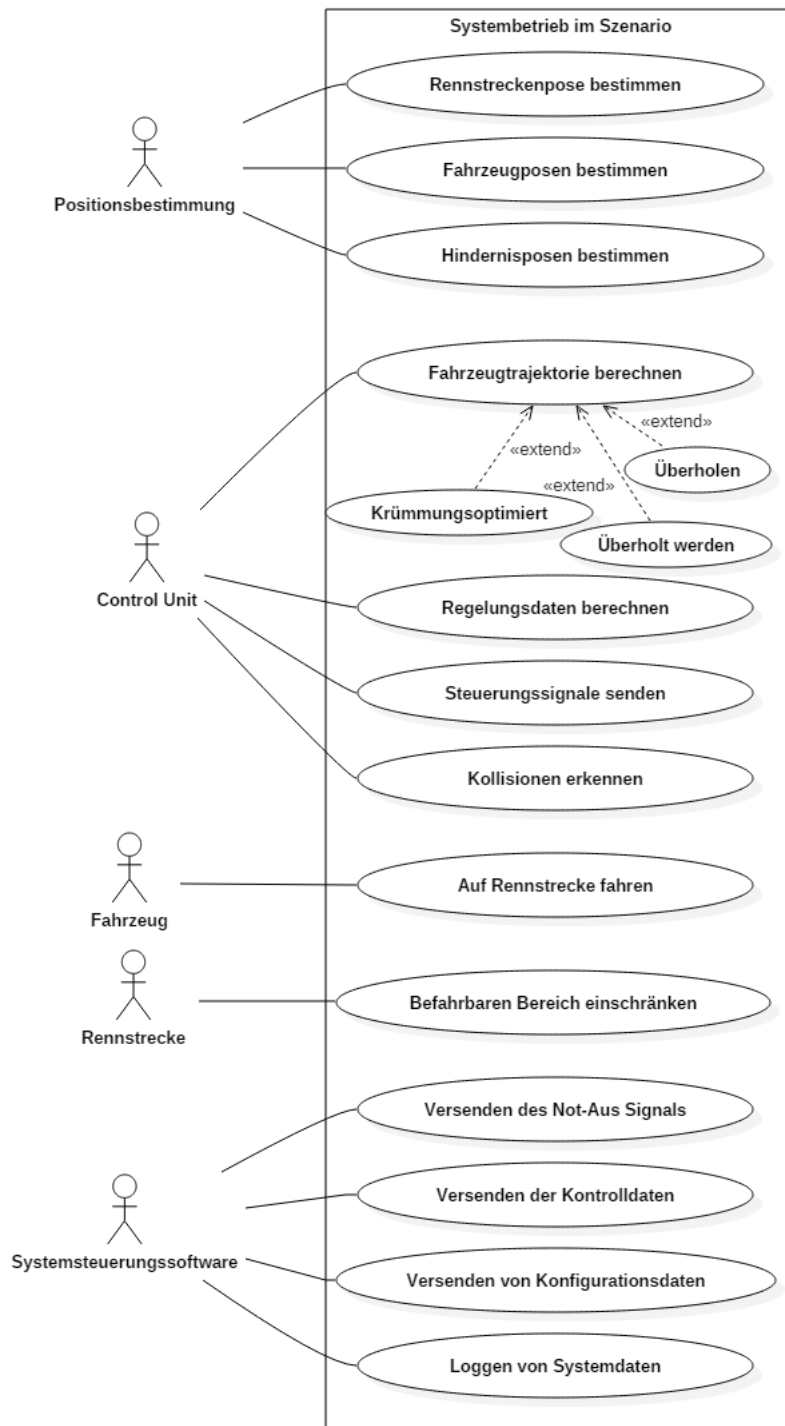 Systembetrieb im Szenario
Rennstreckenpose bestimmen
Fahrzeugposen bestimmen
Positionsbestimmung
Hindernisposen bestimmen
Fahrzeugtrajektorie berechnen
«extend»
«extend»
Überholen
«extend»
Krümmungsoptimiert
Überholt werden
Control Unit
Regelungsdaten berechnen
Steuerungssignale senden
Kollisionen erkennen
Auf Rennstrecke fahren
Fahrzeug
Befahrbaren Bereich einschränken
Rennstrecke
Versenden des Not-Aus Signals
Versenden der Kontrolldaten
Systemsteuerungssoftware
Versenden von Konfigurationsdaten
Loggen von Systemdaten